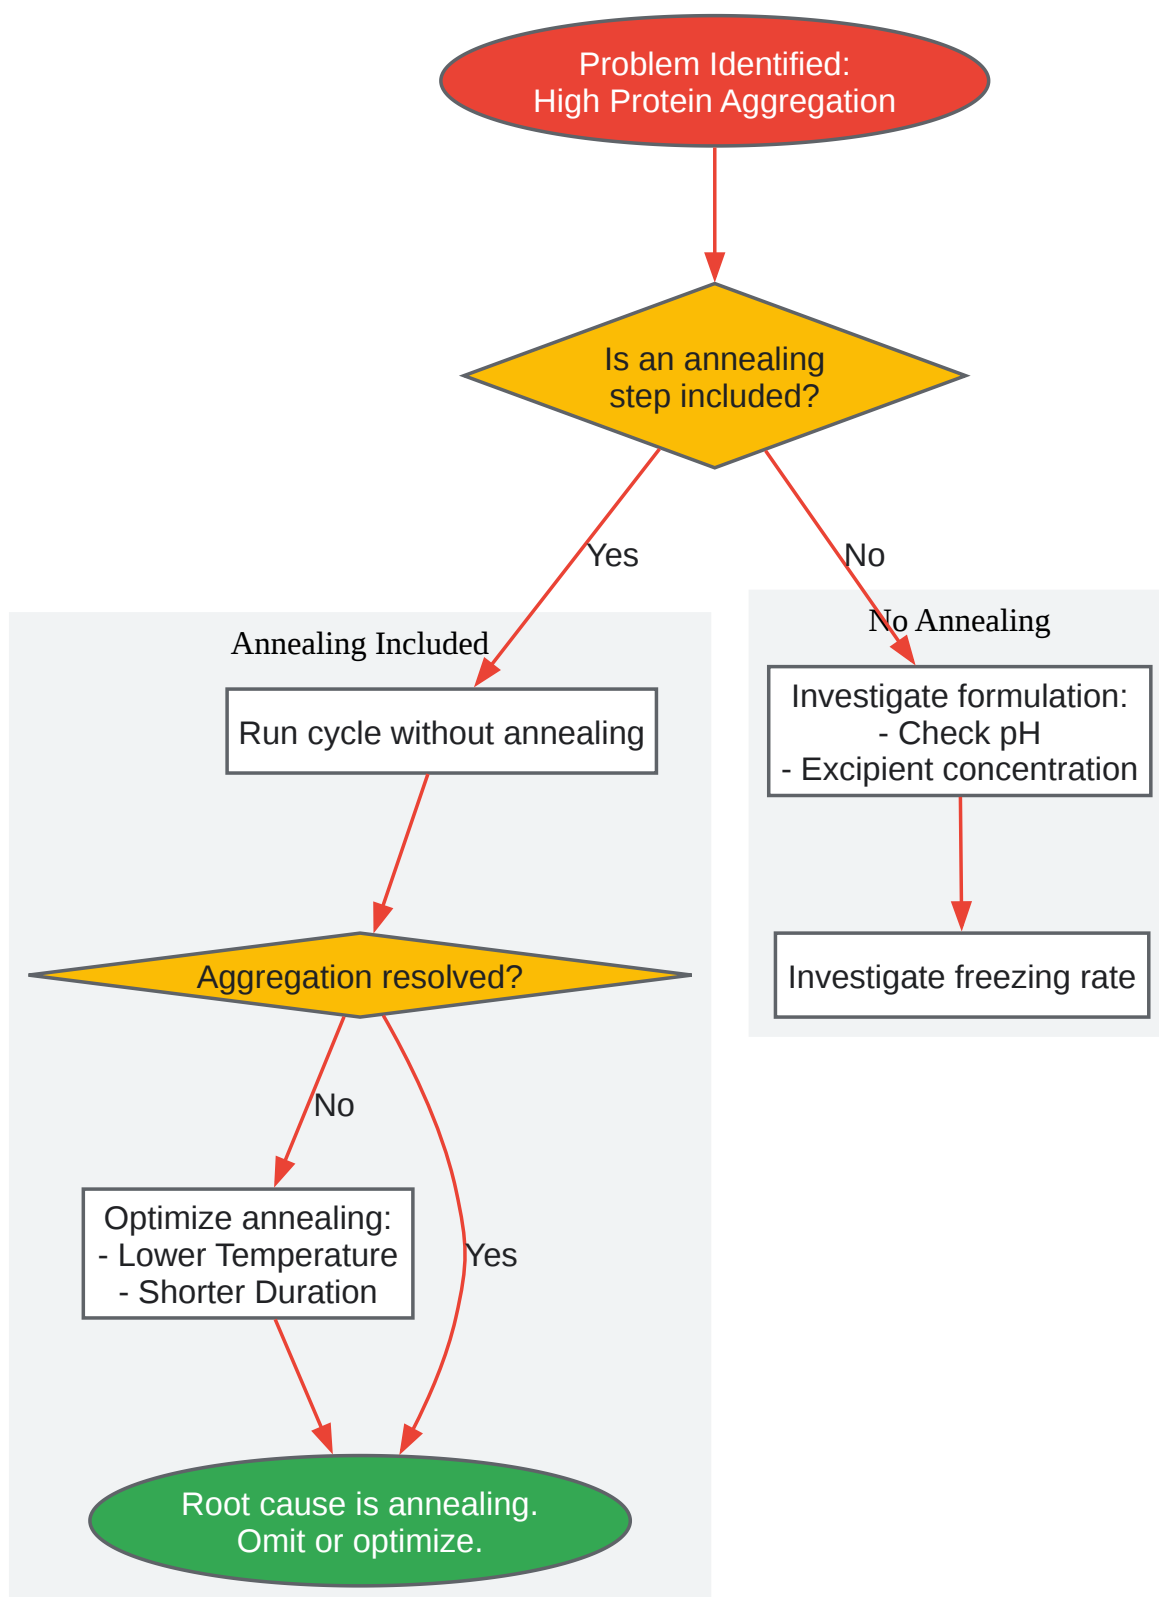 Problem Identified:
High Protein Aggregation
Is an annealing
step included?
Yes
No
Annealing Included
No Annealing
Run cycle without annealing
Investigate formulation:
- Check pH
- Excipient concentration
Aggregation resolved?
Investigate freezing rate
No
Optimize annealing:
- Lower Temperature
- Shorter Duration
Yes
Root cause is annealing.
Omit or optimize.